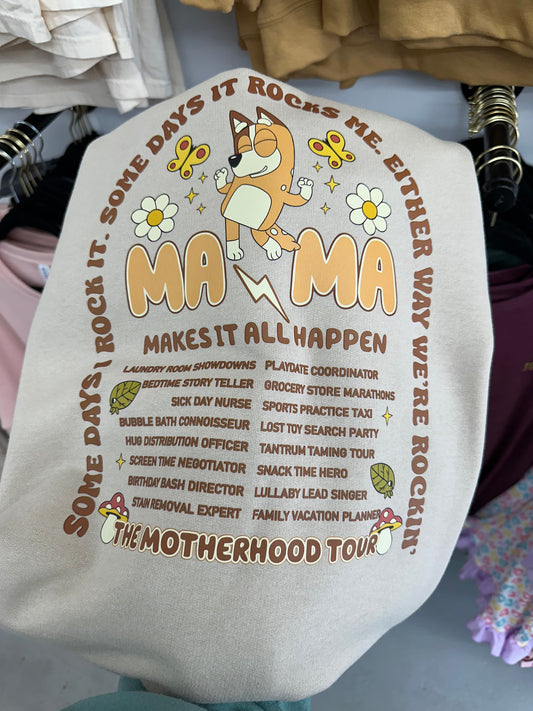 SOME DAYS I ROCK IT. SOME DAYS IT ROCKS ME. EITHER WAY WE'RE ROCKIN'
MA MA
MAKES IT ALL HAPPEN
LAUNDRY ROOM SHOWDOWNS PLAYDATE COORDINATOR
BEDTIME STORY TELLER GROCERY STORE MARATHONS
SICK DAY NURSE SPORTS PRACTICE TAXI
BUBBLE BATH CONNOISSEUR LOST TOY SEARCH PARTY
HUG DISTRIBUTION OFFICER TANTRUM TAMING TOUR
SCREEN TIME NEGOTIATOR SNACK TIME HERO
BIRTHDAY BASH DIRECTOR LULLABY LEAD SINGER
STAIN REMOVAL EXPERT FAMILY VACATION PLANNER
THE MOTHERHOOD TOUR